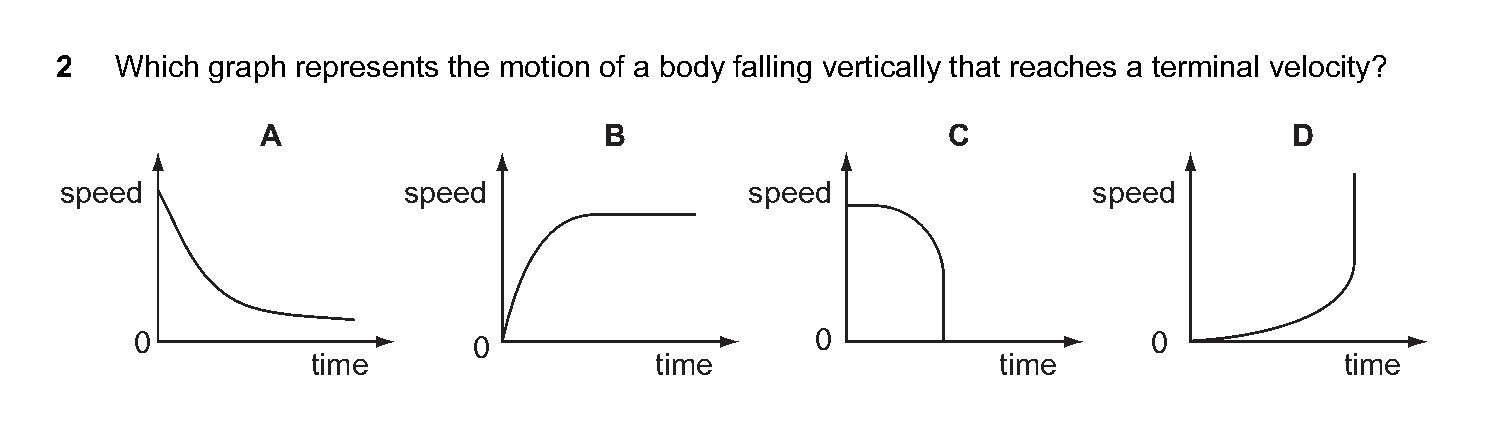 2 Which graph represents the motion of a body falling vertically that reaches a terminal velocity?
A B C D
speed speed speed speed
0 0 0 0
time time time time